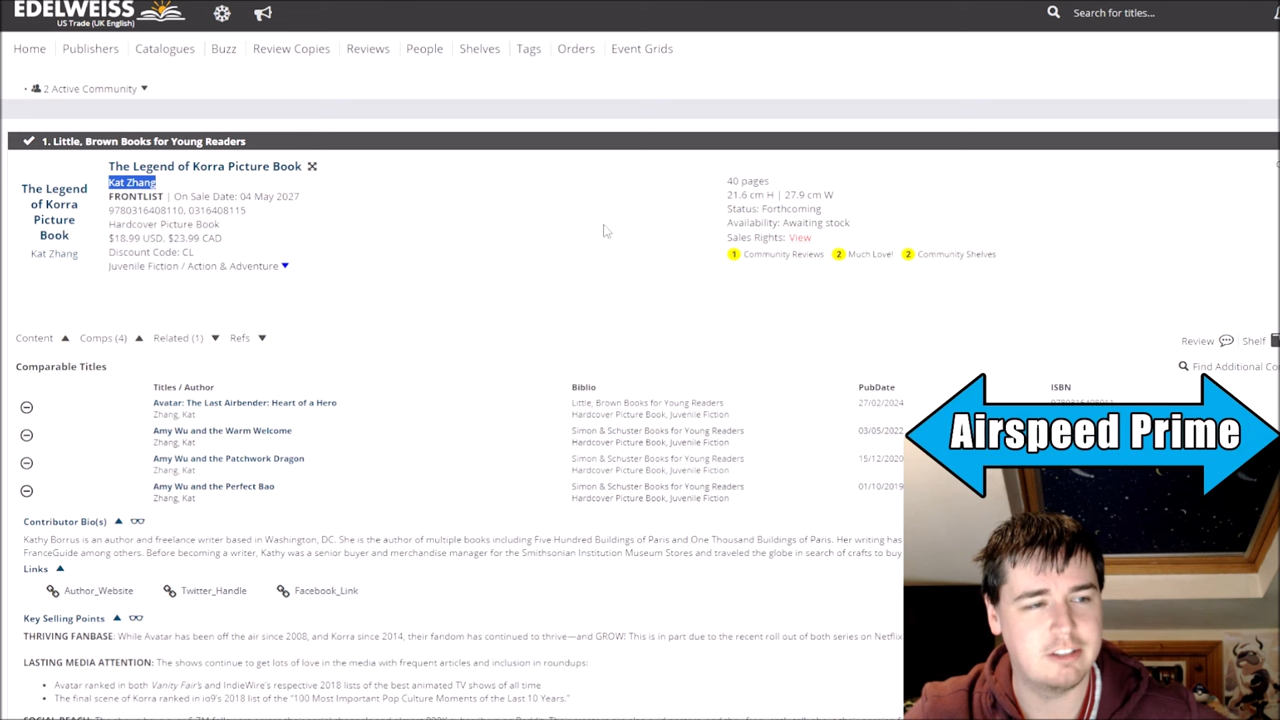 EDELWEISS
US Trade (UK English)
Search for titles...
Home Publishers Catalogues Buzz Review Copies Reviews People Shelves Tags Orders Event Grids
2 Active Community
1. Little, Brown Books for Young Readers
The Legend of Korra Picture Book
Kat Zhang
FRONTLIST | On Sale Date: 04 May 2027
9780316408110, 0316408115
Hardcover Picture Book
$18.99 USD, $23.99 CAD
Discount Code: CL
Juvenile Fiction / Action & Adventure
The Legend
of Korra
Picture
Book
Kat Zhang
40 pages
21.6 cm H | 27.9 cm W
Status: Forthcoming
Availability: Awaiting stock
Sales Rights: View
1 Community Reviews 2 Much Love! 2 Community Shelves
Content Comps (4) Related (1) Refs
Review Shelf
Comparable Titles
Find Additional Co
Titles / Author Biblio PubDate ISBN
Avatar: The Last Airbender: Heart of a Hero Little, Brown Books for Young Readers 27/02/2024
Zhang, Kat Hardcover Picture Book, Juvenile Fiction
Amy Wu and the Warm Welcome Simon & Schuster Books for Young Readers 03/05/2022
Zhang, Kat Hardcover Picture Book, Juvenile Fiction
Amy Wu and the Patchwork Dragon Simon & Schuster Books for Young Readers 15/12/2020
Zhang, Kat Hardcover Picture Book, Juvenile Fiction
Amy Wu and the Perfect Bao Simon & Schuster Books for Young Readers 01/10/2019
Zhang, Kat Hardcover Picture Book, Juvenile Fiction
Airspeed Prime
Contributor Bio(s)
Kathy Borrus is an author and freelance writer based in Washington, DC. She is the author of multiple books including Five Hundred Buildings of Paris and One Thousand Buildings of Paris. Her writing has
FranceGuide among others. Before becoming a writer, Kathy was a senior buyer and merchandise manager for the Smithsonian Institution Museum Stores and traveled the globe in search of crafts to buy
Links
Author_Website Twitter_Handle Facebook_Link
Key Selling Points
THRIVING FANBASE: While Avatar has been off the air since 2008, and Korra since 2014, their fandom has continued to thrive—and GROW! This is in part due to the recent roll out of both series on Netflix
LASTING MEDIA ATTENTION: The shows continue to get lots of love in the media with frequent articles and inclusion in roundups:
• Avatar ranked in both Vanity Fair's and IndieWire's respective 2018 lists of the best animated TV shows of all time
• The final scene of Korra ranked in io9's 2018 list of the "100 Most Important Pop Culture Moments of the Last 10 Years."